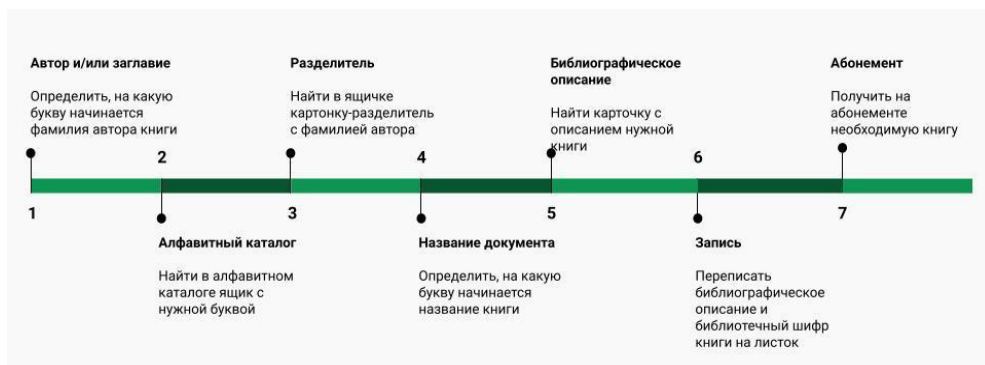 Автор и/или заглавие
Определить, на какую
букву начинается
фамилия автора книги
1
2
Алфавитный каталог
Найти в алфавитном
каталоге ящик с
нужной буквой
Разделитель
Найти в ящичке
картонку-разделитель
с фамилией автора
3
4
Название документа
Определить, на какую
букву начинается
название книги
Библиографическое
описание
Найти карточку с
описанием нужной
книги
5
6
Запись
Переписать
библиографическое
описание и
библиотечный шифр
книги на листок
Абонемент
Получить на
абонементе
необходимую книгу
7